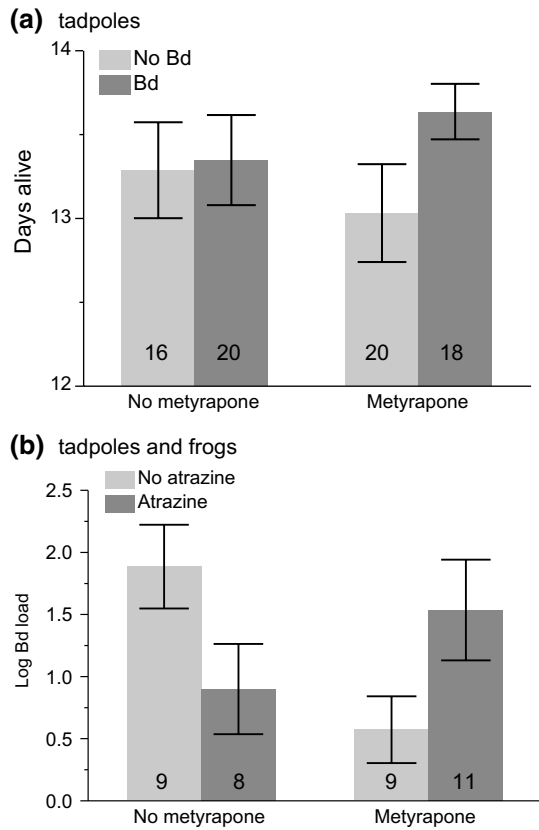 (a) tadpoles
14
No Bd
Bd
13
Days alive
16 20 20 18
12
No metyrapone Metyrapone
(b) tadpoles and frogs
No atrazine
Atrazine
2.5
2.0
1.5
Log Bd load
1.0
0.5
9 8 9 11
0.0
No metyrapone Metyrapone